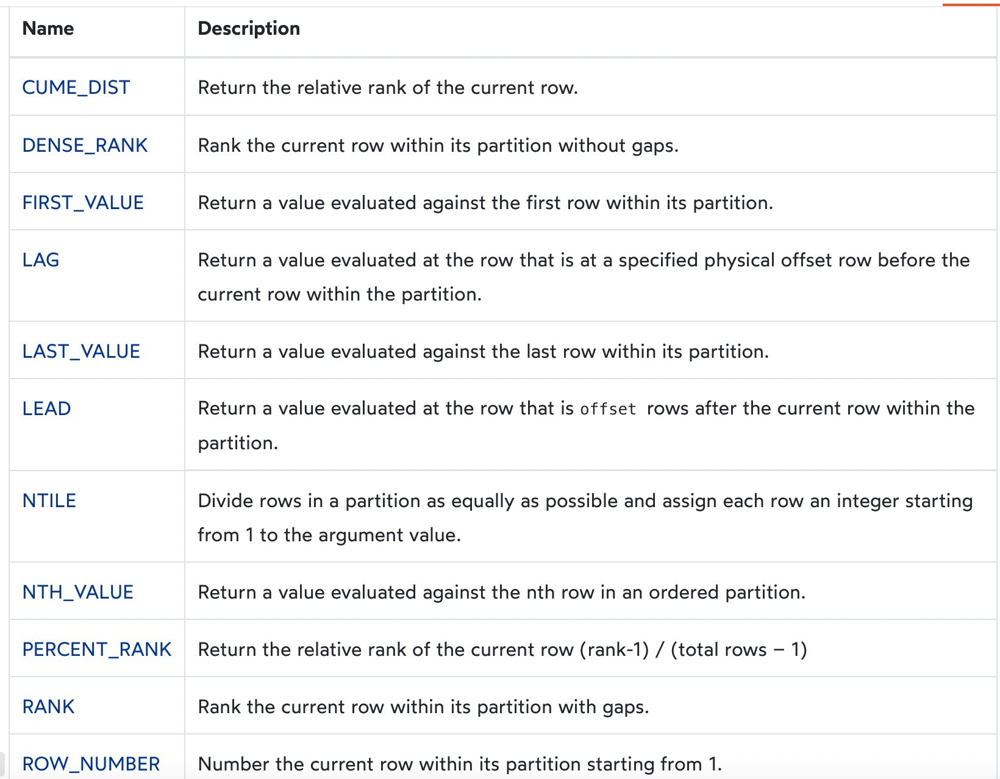 Name Description
CUME_DIST Return the relative rank of the current row.
DENSE_RANK Rank the current row within its partition without gaps.
FIRST_VALUE Return a value evaluated against the first row within its partition.
LAG Return a value evaluated at the row that is at a specified physical offset row before the
current row within the partition.
LAST_VALUE Return a value evaluated against the last row within its partition.
LEAD Return a value evaluated at the row that is offset rows after the current row within the
partition.
NTILE Divide rows in a partition as equally as possible and assign each row an integer starting
from 1 to the argument value.
NTH_VALUE Return a value evaluated against the nth row in an ordered partition.
PERCENT_RANK Return the relative rank of the current row (rank-1) / (total rows – 1)
RANK Rank the current row within its partition with gaps.
ROW_NUMBER Number the current row within its partition starting from 1.